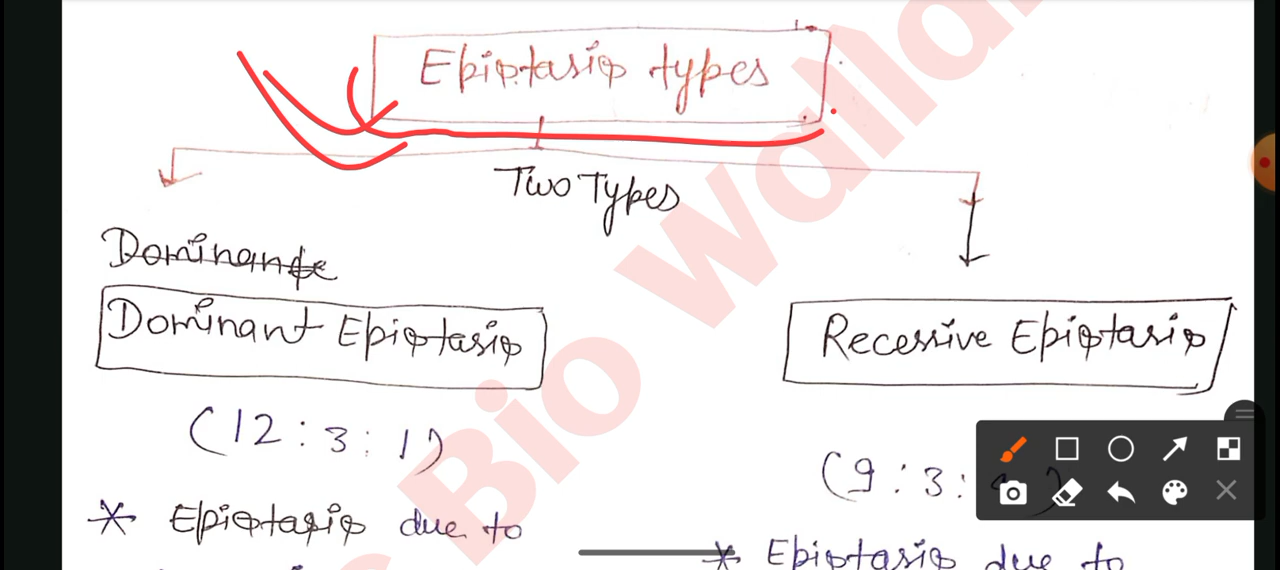 Epistasis types
Two Types
Dominance
Dominant Epistasis
Recessive Epistasis
(12 : 3 : 1)
(9 : 3 :
* Epistasis due to
* Epistasis due to
Bio Walla